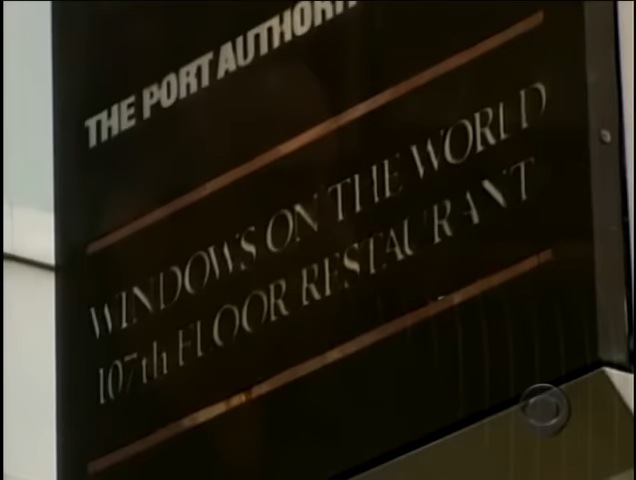 THE PORT AUTHORI
WINDOWS ON THE WORLD
107th FLOOR RESTAURANT